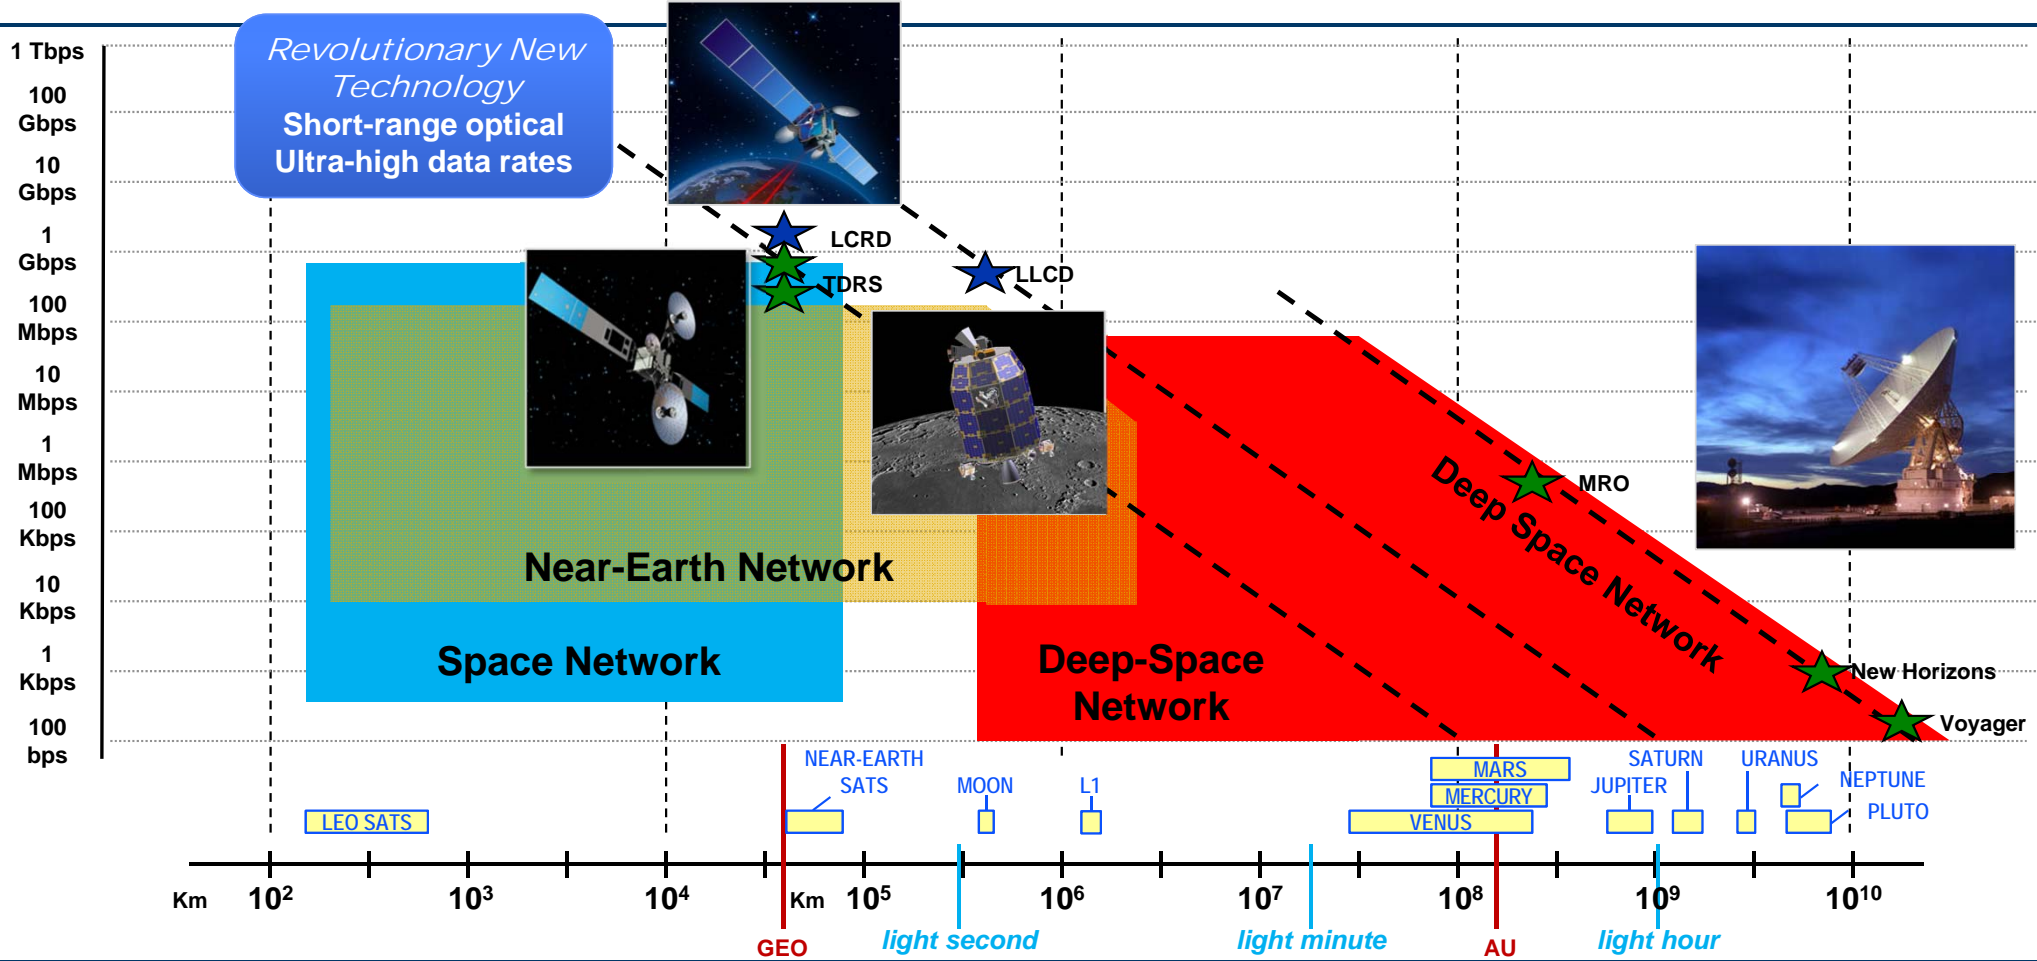 Revolutionary New
Technology
Short-range optical
Ultra-high data rates
1 Tbps
100
Gbps
10
Gbps
1
Gbps
100
Mbps
10
Mbps
1
Mbps
100
Kbps
10
Kbps
1
Kbps
100
bps
LCRD
TDRS
LLCD
MRO
New Horizons
Voyager
Near-Earth Network
Space Network
Deep-Space
Network
Deep Space Network
NEAR-EARTH
SATS
LEO SATS
MOON
L1
MARS
MERCURY
VENUS
JUPITER
SATURN
URANUS
NEPTUNE
PLUTO
Km
10²
10³
10⁴
Km
10⁵
10⁶
10⁷
10⁸
10⁹
10¹⁰
GEO
light second
light minute
AU
light hour